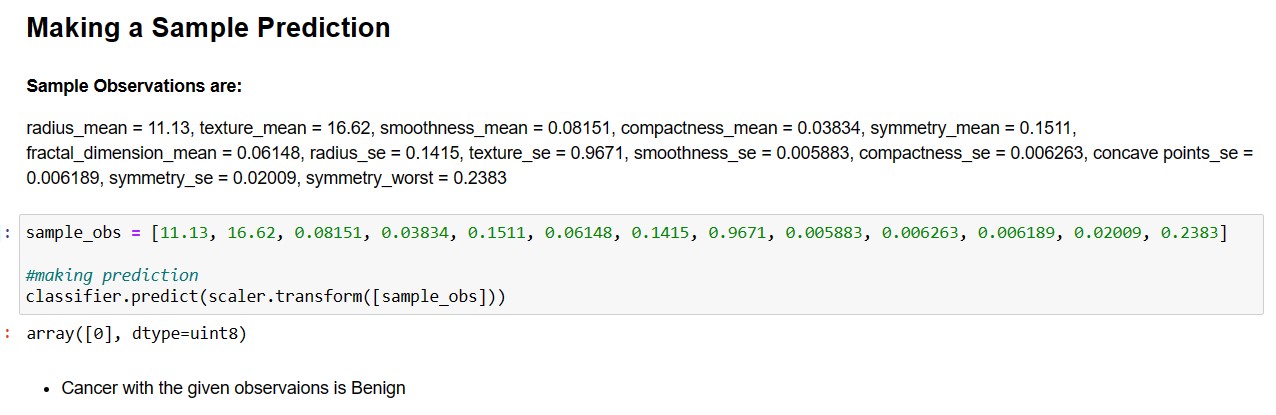 Making a Sample Prediction
Sample Observations are:
radius_mean = 11.13, texture_mean = 16.62, smoothness_mean = 0.08151, compactness_mean = 0.03834, symmetry_mean = 0.1511,
fractal_dimension_mean = 0.06148, radius_se = 0.1415, texture_se = 0.9671, smoothness_se = 0.005883, compactness_se = 0.006263, concave points_se =
0.006189, symmetry_se = 0.02009, symmetry_worst = 0.2383
: sample_obs = [11.13, 16.62, 0.08151, 0.03834, 0.1511, 0.06148, 0.1415, 0.9671, 0.005883, 0.006263, 0.006189, 0.02009, 0.2383]
#making prediction
classifier.predict(scaler.transform([sample_obs]))
: array([0], dtype=uint8)
• Cancer with the given observaions is Benign